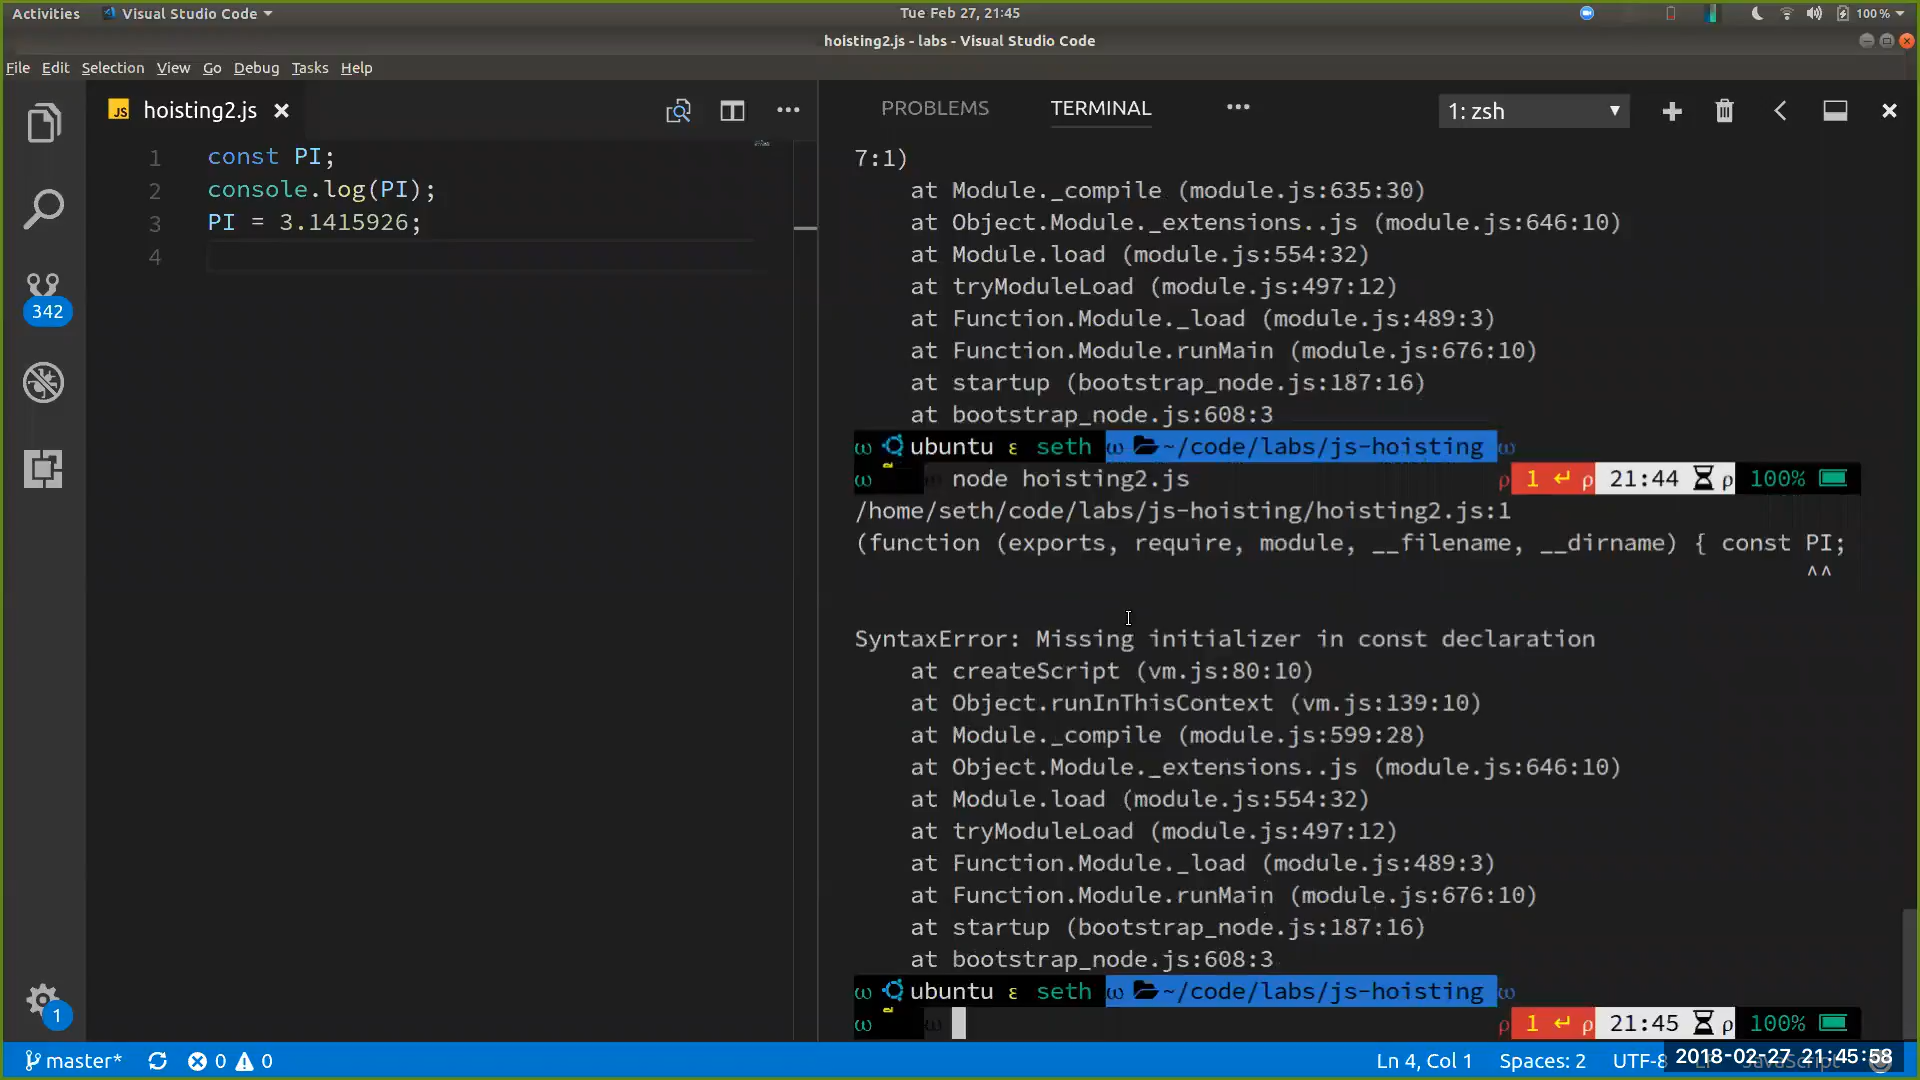 Activities Visual Studio Code Tue Feb 27, 21:45 100 %
hoisting2.js - labs - Visual Studio Code
File Edit Selection View Go Debug Tasks Help
JS hoisting2.js
1 const PI;
2 console.log(PI);
3 PI = 3.1415926;
4
342
1
PROBLEMS TERMINAL 1: zsh
7:1)
at Module._compile (module.js:635:30)
at Object.Module._extensions..js (module.js:646:10)
at Module.load (module.js:554:32)
at tryModuleLoad (module.js:497:12)
at Function.Module._load (module.js:489:3)
at Function.Module.runMain (module.js:676:10)
at startup (bootstrap_node.js:187:16)
at bootstrap_node.js:608:3
ω ubuntu ε seth ω ~/code/labs/js-hoisting ω
ω ~ ω node hoisting2.js ρ 1 ↵ ρ 21:44 ⌛ ρ 100%
/home/seth/code/labs/js-hoisting/hoisting2.js:1
(function (exports, require, module, __filename, __dirname) { const PI;
^^
SyntaxError: Missing initializer in const declaration
at createScript (vm.js:80:10)
at Object.runInThisContext (vm.js:139:10)
at Module._compile (module.js:599:28)
at Object.Module._extensions..js (module.js:646:10)
at Module.load (module.js:554:32)
at tryModuleLoad (module.js:497:12)
at Function.Module._load (module.js:489:3)
at Function.Module.runMain (module.js:676:10)
at startup (bootstrap_node.js:187:16)
at bootstrap_node.js:608:3
ω ubuntu ε seth ω ~/code/labs/js-hoisting ω
ω ~ ω ρ 1 ↵ ρ 21:45 ⌛ ρ 100%
master* 0 0 Ln 4, Col 1 Spaces: 2 UTF-8
2018-02-27 21:45:58